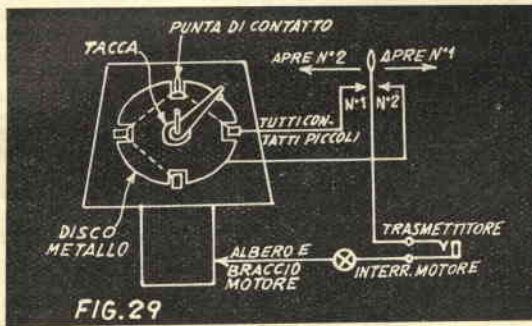 PUNTA DI CONTATTO
TACCA
APRE N°2
APRE N°1
N°1
N°2
TUTTI CON-
TATTI PICCOLI
DISCO
METALLO
ALBERO E
BRACCIO
MOTORE
TRASMETTITORE
INTERR. MOTORE
FIG. 29